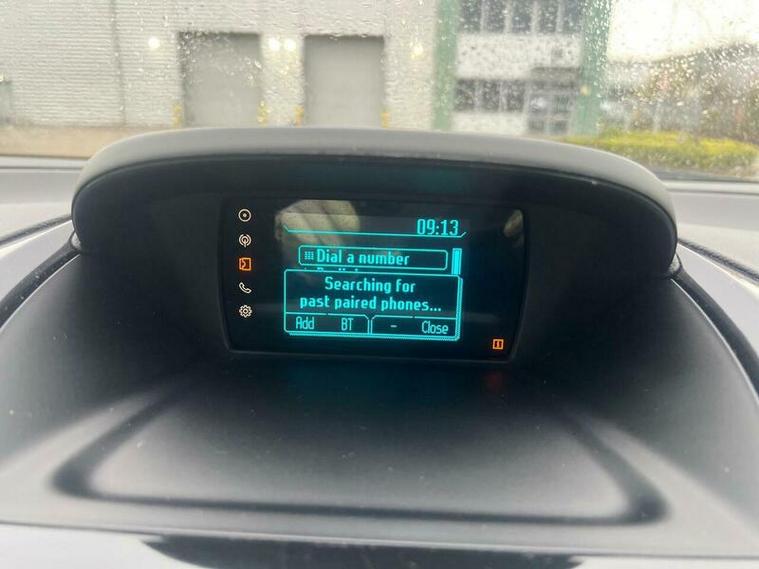 09:13
Dial a number
Searching for
past paired phones...
Add BT - Close